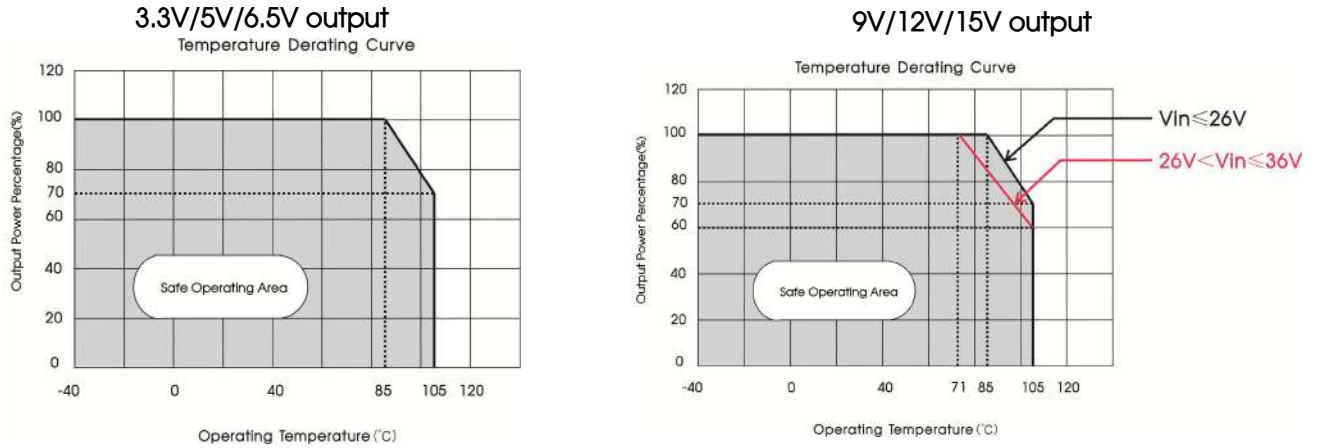 3.3V/5V/6.5V output
Temperature Derating Curve
Output Power Percentage(%)
120
100
80
70
60
40
20
0
Safe Operating Area
-40 0 40 85 105 120
Operating Temperature(℃)
9V/12V/15V output
Temperature Derating Curve
Output Power Percentage(%)
120
100
80
70
60
40
20
0
Vin≤26V
26V<Vin≤36V
Safe Operating Area
-40 0 40 71 85 105 120
Operating Temperature(℃)